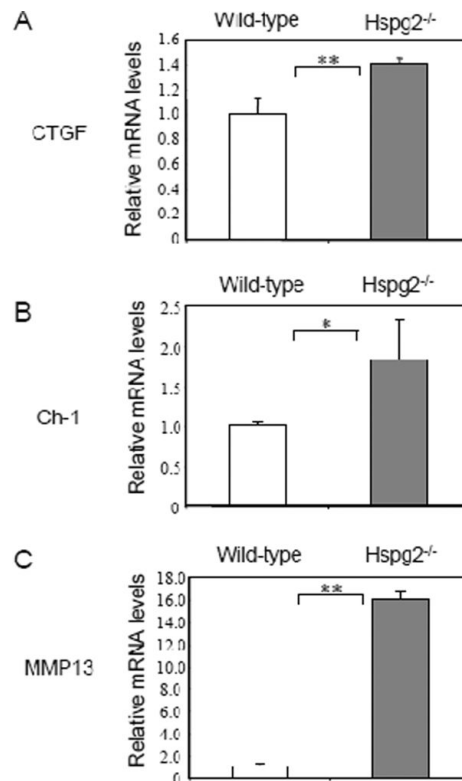 A
Wild-type Hspg2-/-
CTGF
Relative mRNA levels
1.6
1.4
1.2
1.0
0.8
0.6
0.4
0.2
0
**
B
Wild-type Hspg2-/-
Ch-1
Relative mRNA levels
2.5
2.0
1.5
1.0
0.5
0
*
C
Wild-type Hspg2-/-
MMP13
Relative mRNA levels
18.0
16.0
14.0
12.0
10.0
8.0
6.0
4.0
2.0
0
**